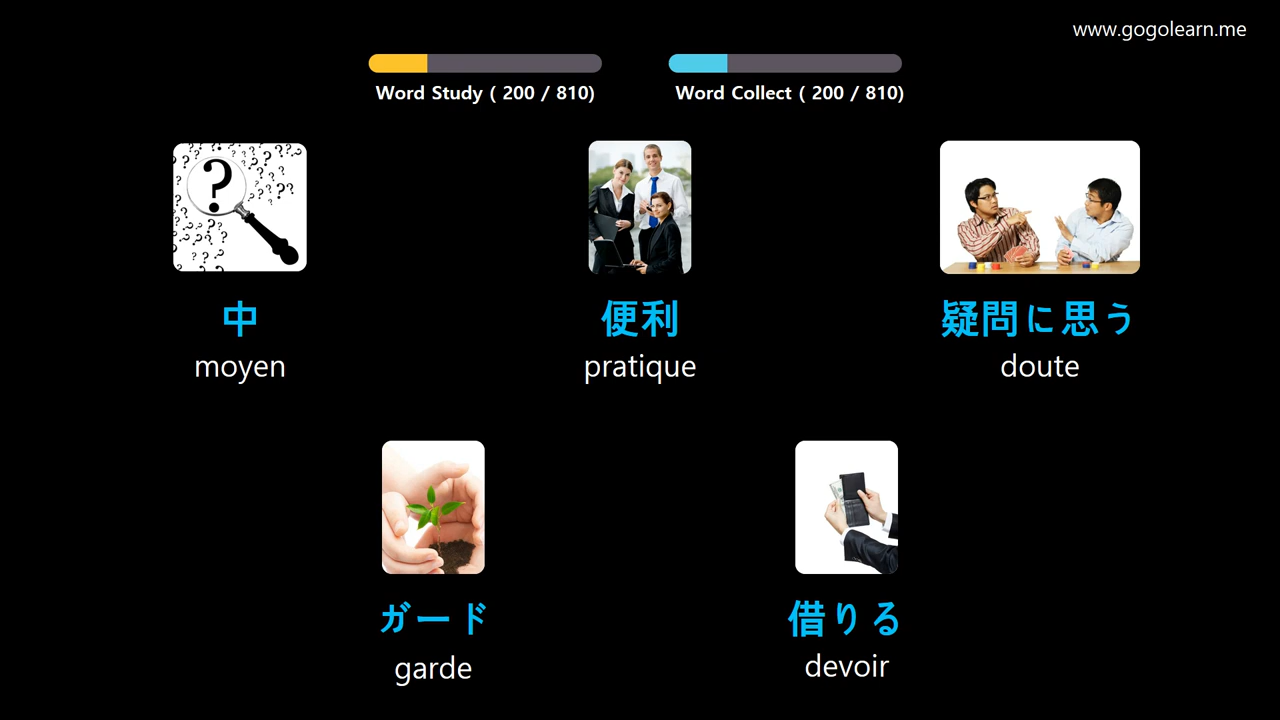 www.gogolearn.me
Word Study ( 200 / 810)
Word Collect ( 200 / 810)
中
moyen
便利
pratique
疑問に思う
doute
ガード
garde
借りる
devoir